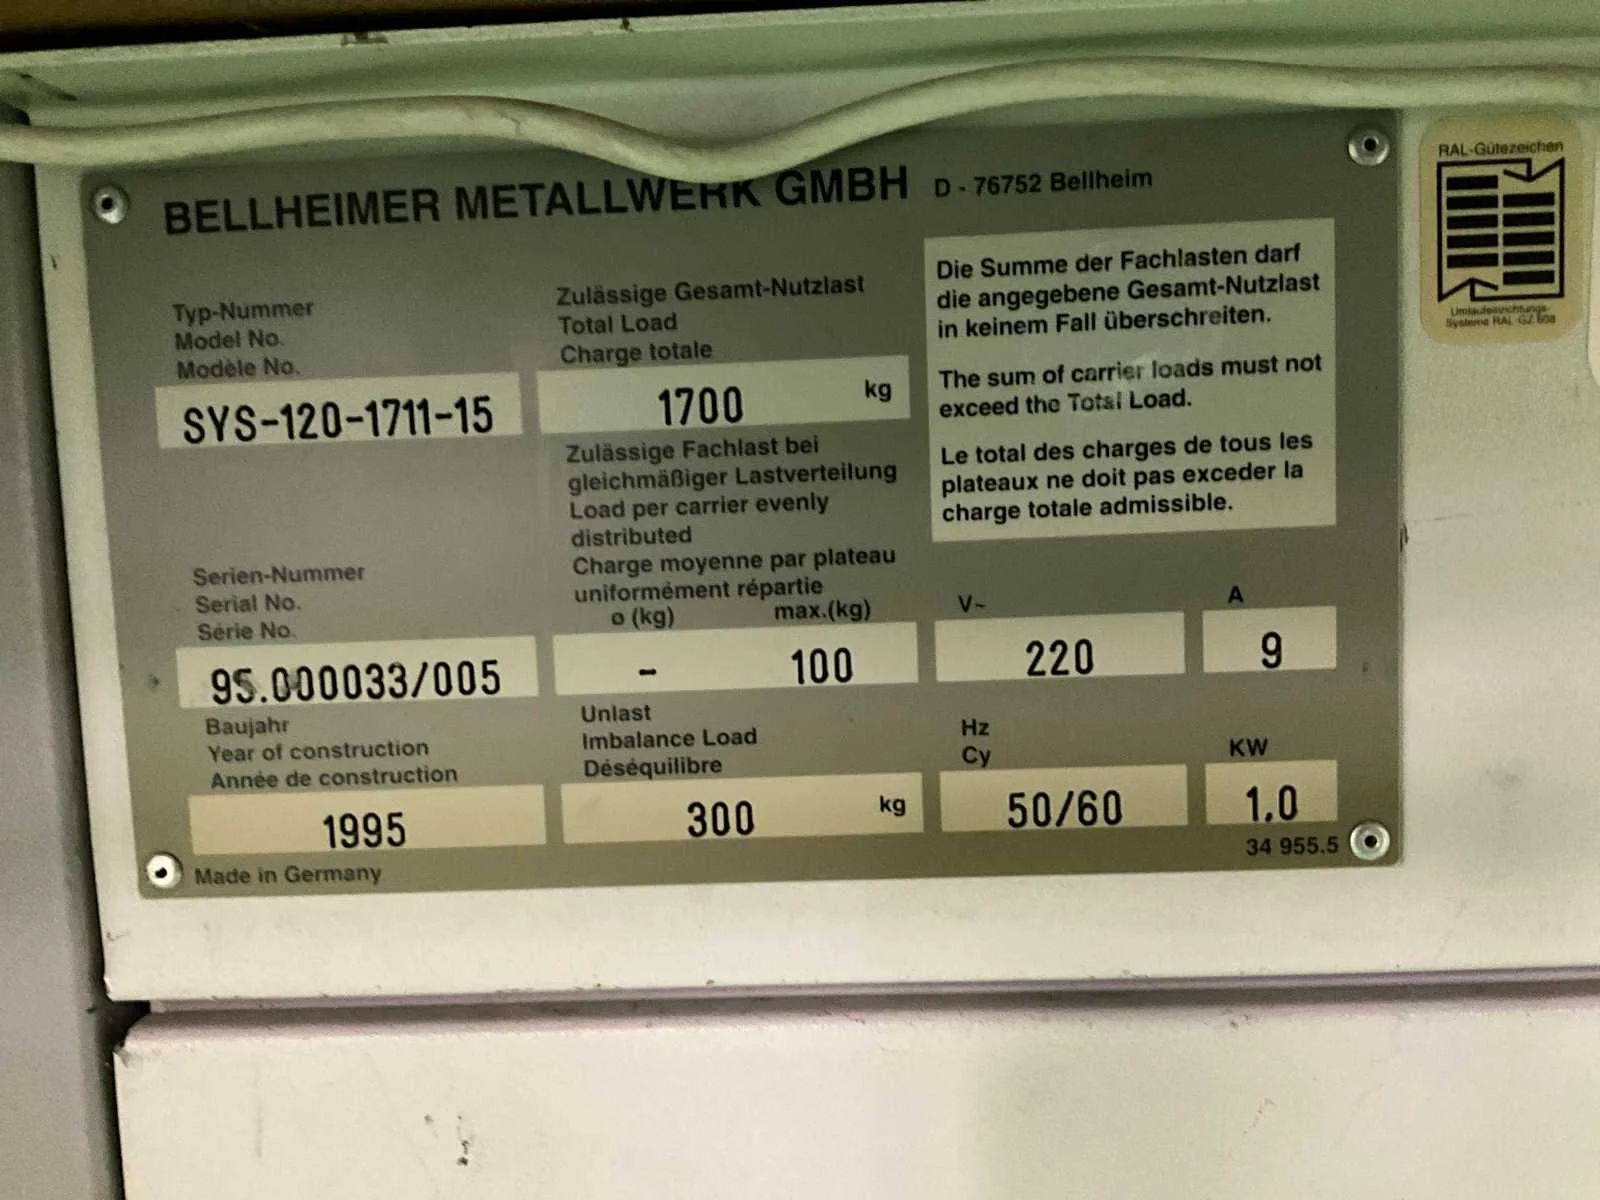 BELLHEIMER METALLWERK GMBH D - 76752 Bellheim
Typ-Nummer
Model No.
Modèle No.
SYS-120-1711-15
Zulässige Gesamt-Nutzlast
Total Load
Charge totale
1700 kg
Die Summe der Fachlasten darf
die angegebene Gesamt-Nutzlast
in keinem Fall überschreiten.
The sum of carrier loads must not
exceed the Total Load.
Le total des charges de tous les
plateaux ne doit pas exceder la
charge totale admissible.
Serien-Nummer
Serial No.
Série No.
95.000033/005
Zulässige Fachlast bei
gleichmäßiger Lastverteilung
Load per carrier evenly
distributed
Charge moyenne par plateau
uniformément répartie
ø (kg) max.(kg)
- 100
V~
220
A
9
Baujahr
Year of construction
Année de construction
1995
Unlast
Imbalance Load
Déséquilibre
300 kg
Hz
Cy
50/60
KW
1.0
34 955.5
Made in Germany
RAL-Gütezeichen
Umlaufeinrichtungs-
Systeme RAL-GZ 608